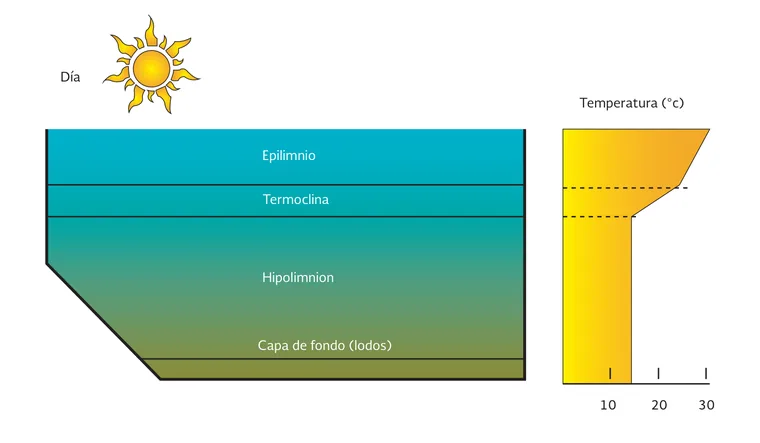 Día
Temperatura (°c)
Epilimnio
Termoclina
Hipolimnion
Capa de fondo (lodos)
10 20 30